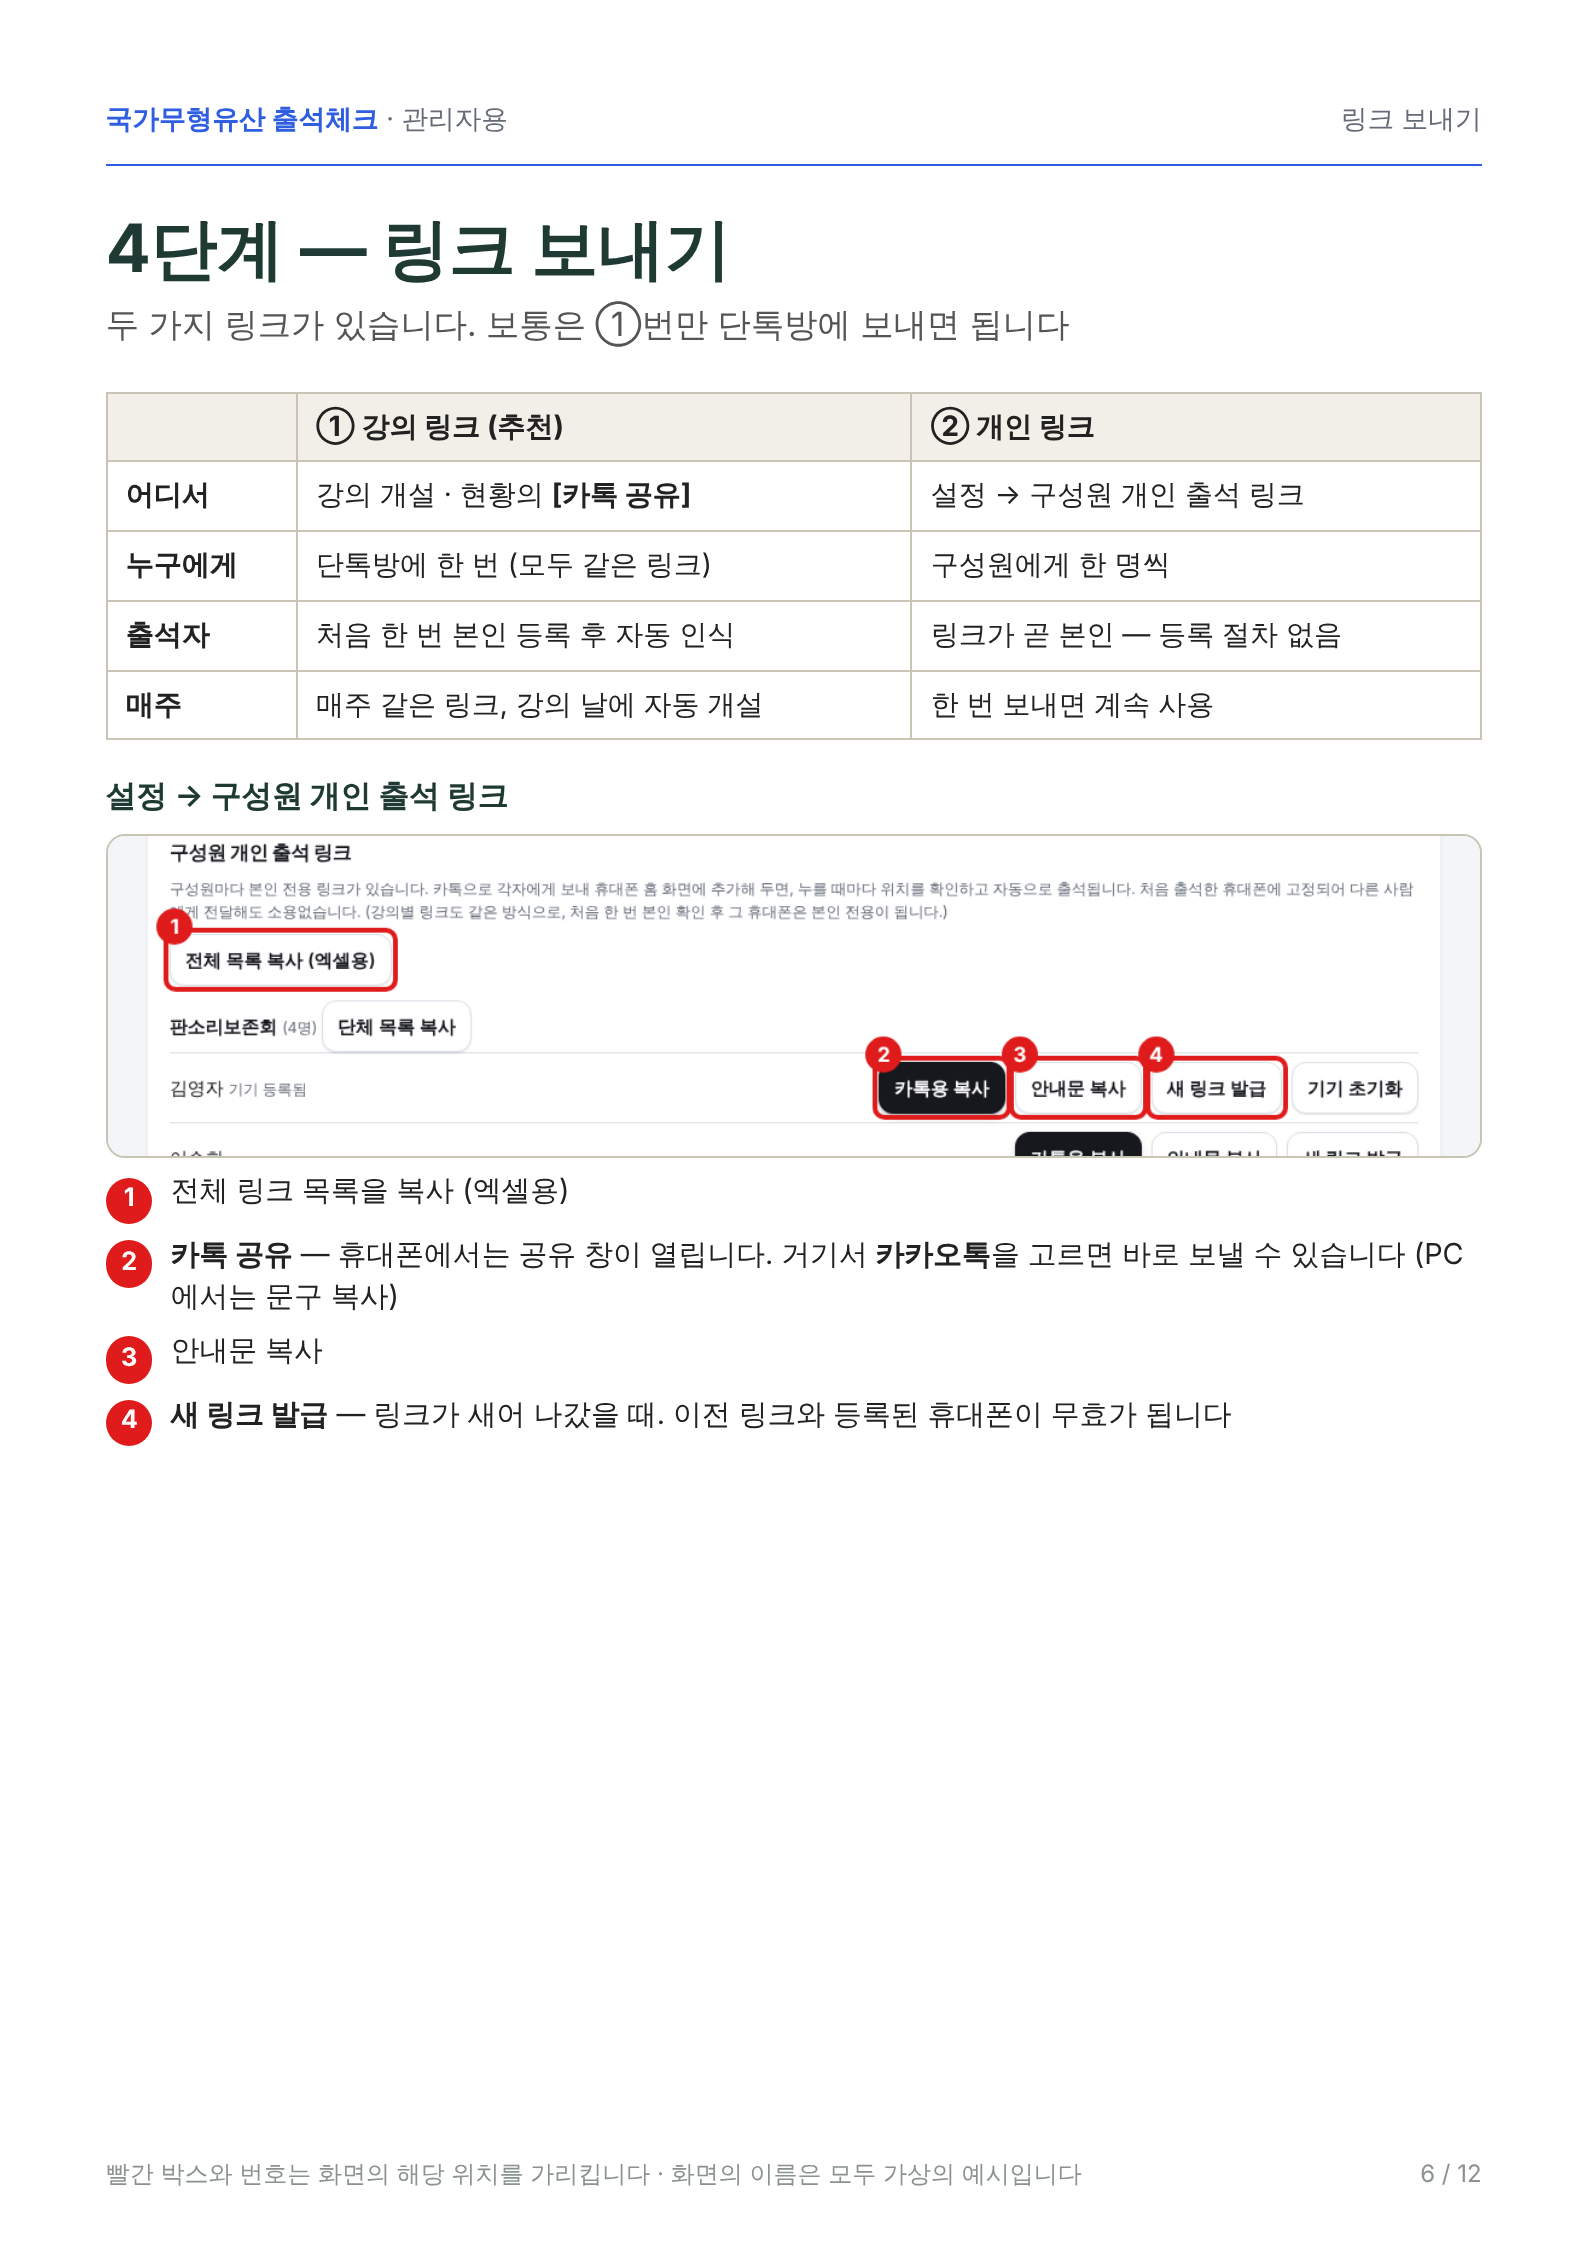 국가무형유산 출석체크 · 관리자용
링크 보내기
4단계 — 링크 보내기
두 가지 링크가 있습니다. 보통은 ①번만 단톡방에 보내면 됩니다
① 강의 링크 (추천)
② 개인 링크
어디서
강의 개설 · 현황의 [카톡 공유]
설정 → 구성원 개인 출석 링크
누구에게
단톡방에 한 번 (모두 같은 링크)
구성원에게 한 명씩
출석자
처음 한 번 본인 등록 후 자동 인식
링크가 곧 본인 — 등록 절차 없음
매주
매주 같은 링크, 강의 날에 자동 개설
한 번 보내면 계속 사용
설정 → 구성원 개인 출석 링크
구성원 개인 출석 링크
구성원마다 본인 전용 링크가 있습니다. 카톡으로 각자에게 보내 휴대폰 홈 화면에 추가해 두면, 누를 때마다 위치를 확인하고 자동으로 출석됩니다. 처음 출석한 휴대폰에 고정되어 다른 사람
에게 전달해도 소용없습니다. (강의별 링크도 같은 방식으로, 처음 한 번 본인 확인 후 그 휴대폰은 본인 전용이 됩니다.)
1
전체 목록 복사 (엑셀용)
판소리보존회 (4명) 단체 목록 복사
2 3 4
김영자 기기 등록됨 카톡용 복사 안내문 복사 새 링크 발급 기기 초기화
카톡용 복사 안내문 복사 새 링크 발급
1 전체 링크 목록을 복사 (엑셀용)
2 카톡 공유 — 휴대폰에서는 공유 창이 열립니다. 거기서 카카오톡을 고르면 바로 보낼 수 있습니다 (PC
에서는 문구 복사)
3 안내문 복사
4 새 링크 발급 — 링크가 새어 나갔을 때. 이전 링크와 등록된 휴대폰이 무효가 됩니다
빨간 박스와 번호는 화면의 해당 위치를 가리킵니다 · 화면의 이름은 모두 가상의 예시입니다
6 / 12